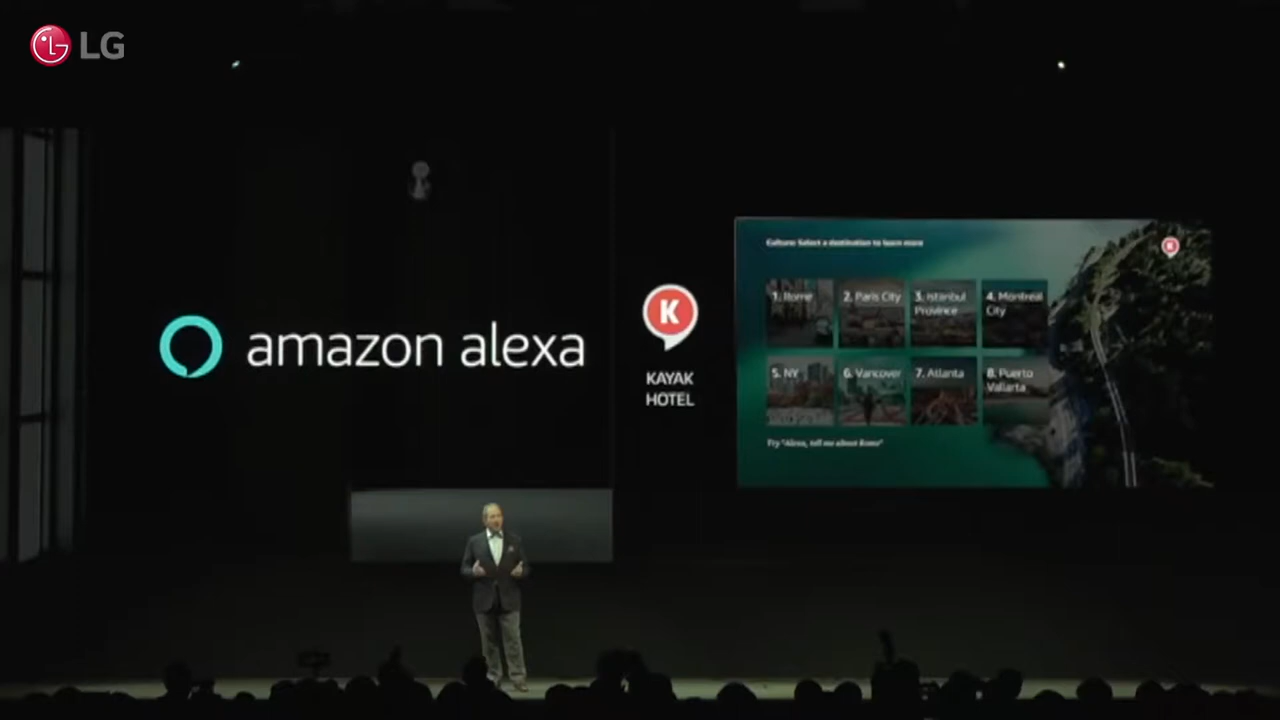 LG
amazon alexa
K
KAYAK
HOTEL
Culture: Select a destination to learn more
K
1. Rome
2. Paris City
3. Istanbul
Province
4. Montreal
City
5. NY
6. Vancover
7. Atlanta
8. Puerto
Vallarta
Try "Alexa, tell me about Rome"